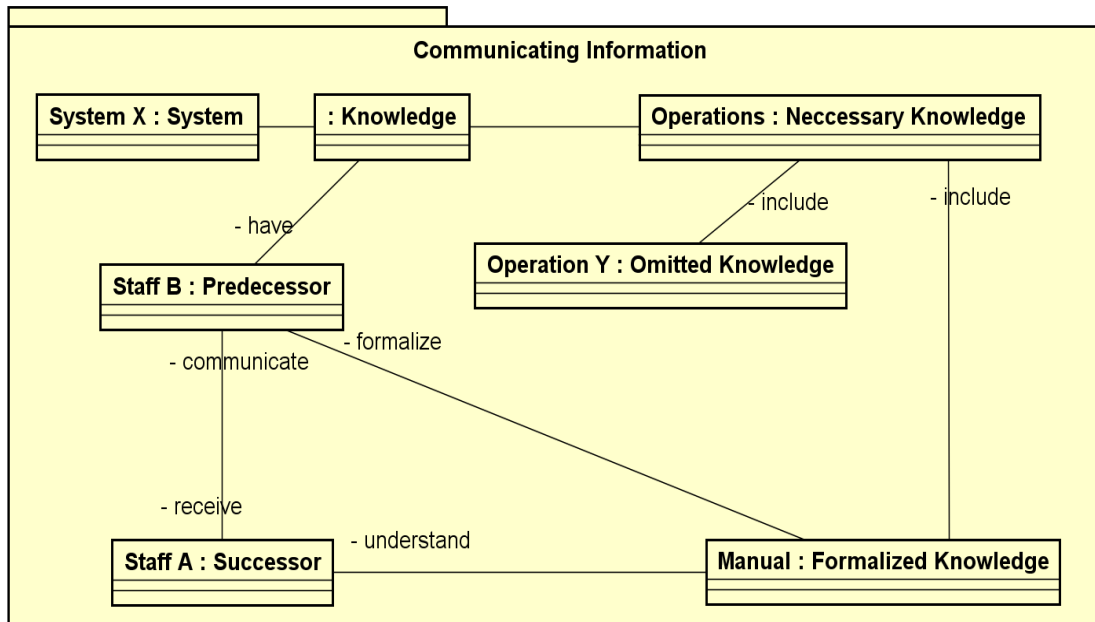 Communicating Information
System X : System
: Knowledge
Operations : Neccessary Knowledge
- include
- include
- have
Operation Y : Omitted Knowledge
Staff B : Predecessor
- formalize
- communicate
- receive
- understand
Staff A : Successor
Manual : Formalized Knowledge